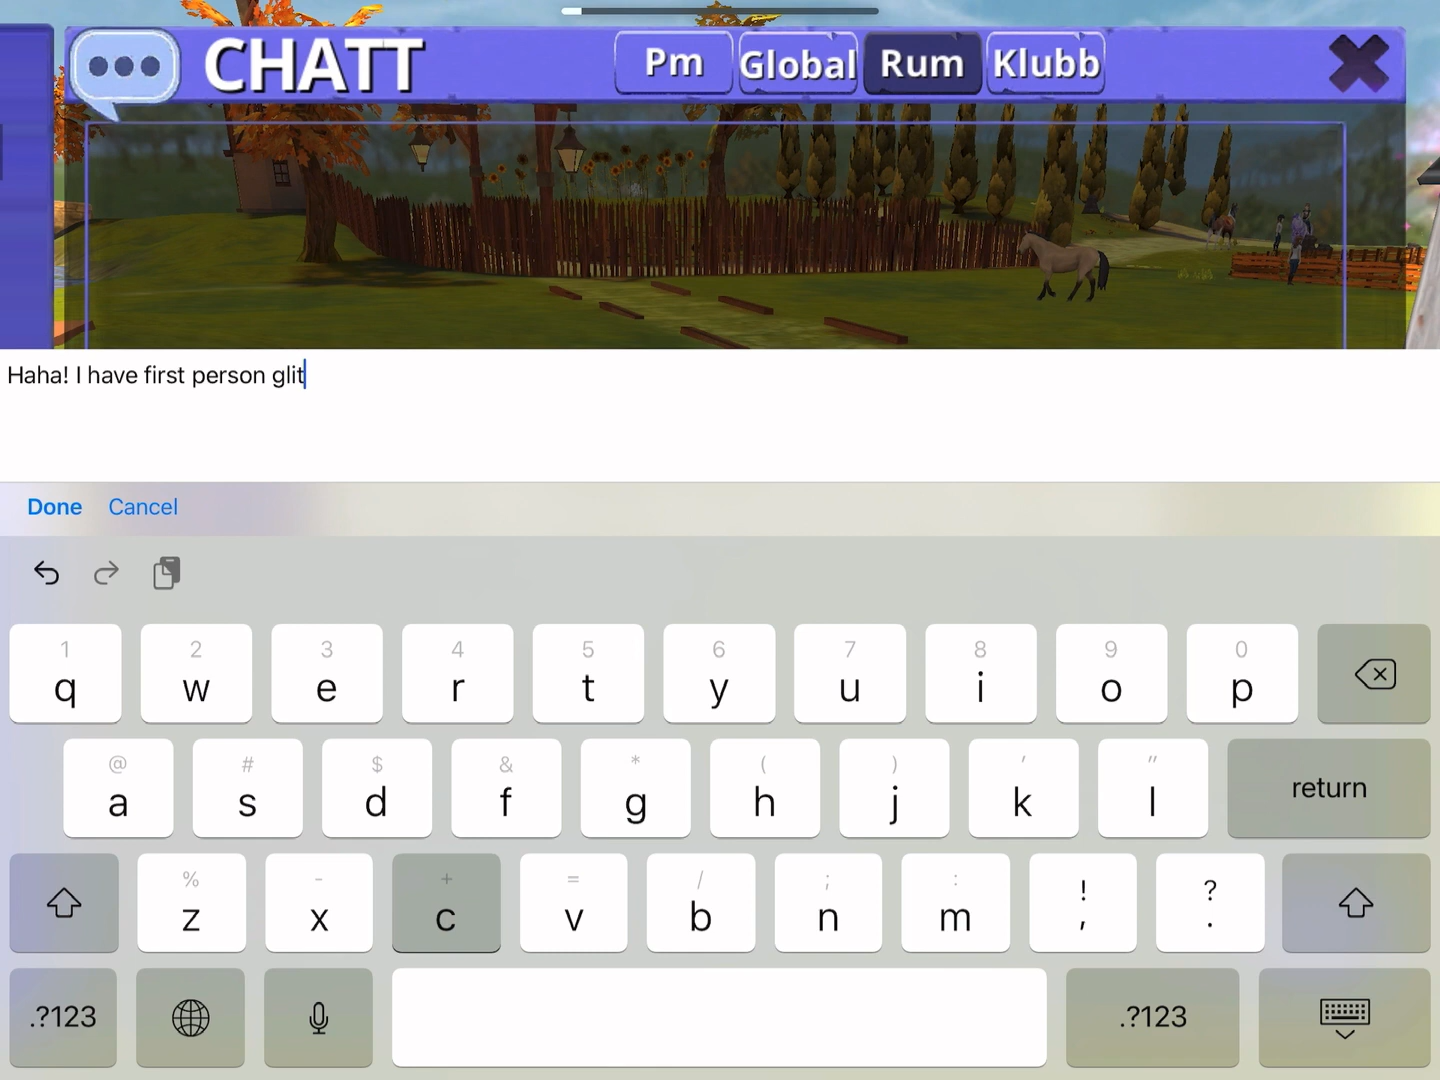 CHATT Pm Global Rum Klubb
Haha! I have first person glit
Done Cancel
1 2 3 4 5 6 7 8 9 0
q w e r t y u i o p
@ # $ & * ( ) ' "
a s d f g h j k l return
% - + = / ; : ! ?
z x c v b n m , .
.?123 .?123